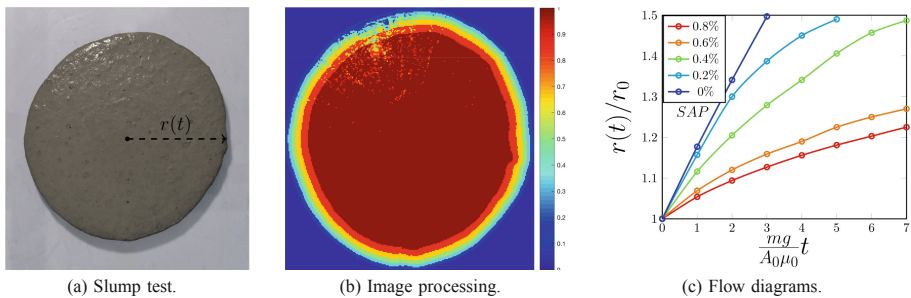 r(t)
(a) Slump test.
1
0.9
0.8
0.7
0.6
0.5
0.4
0.3
0.2
0.1
0
(b) Image processing.
r(t)/r₀
1.5
1.4
1.3
1.2
1.1
1
0.8%
0.6%
0.4%
0.2%
0%
SAP
0 1 2 3 4 5 6 7
mg/A₀μ₀ t
(c) Flow diagrams.